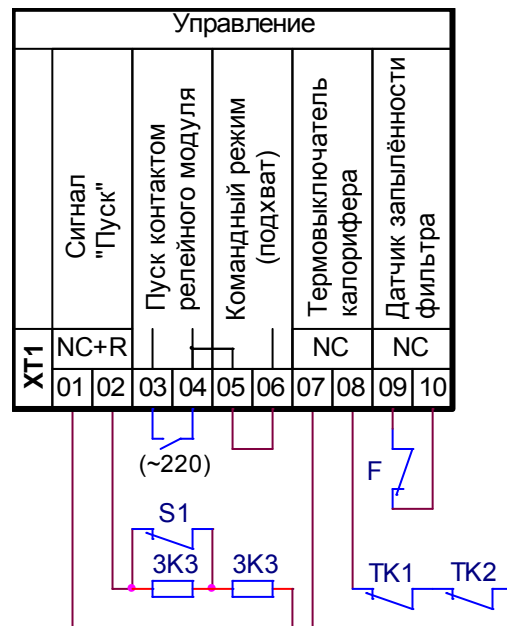 Управление
Сигнал
"Пуск"
Пуск контактом
релейного модуля
Командный режим
(подхват)
Термовыключатель
калорифера
Датчик запылённости
фильтра
XT1
NC+R
NC
NC
01 02 03 04 05 06 07 08 09 10
(~220)
F
S1
3K3 3K3
TK1 TK2